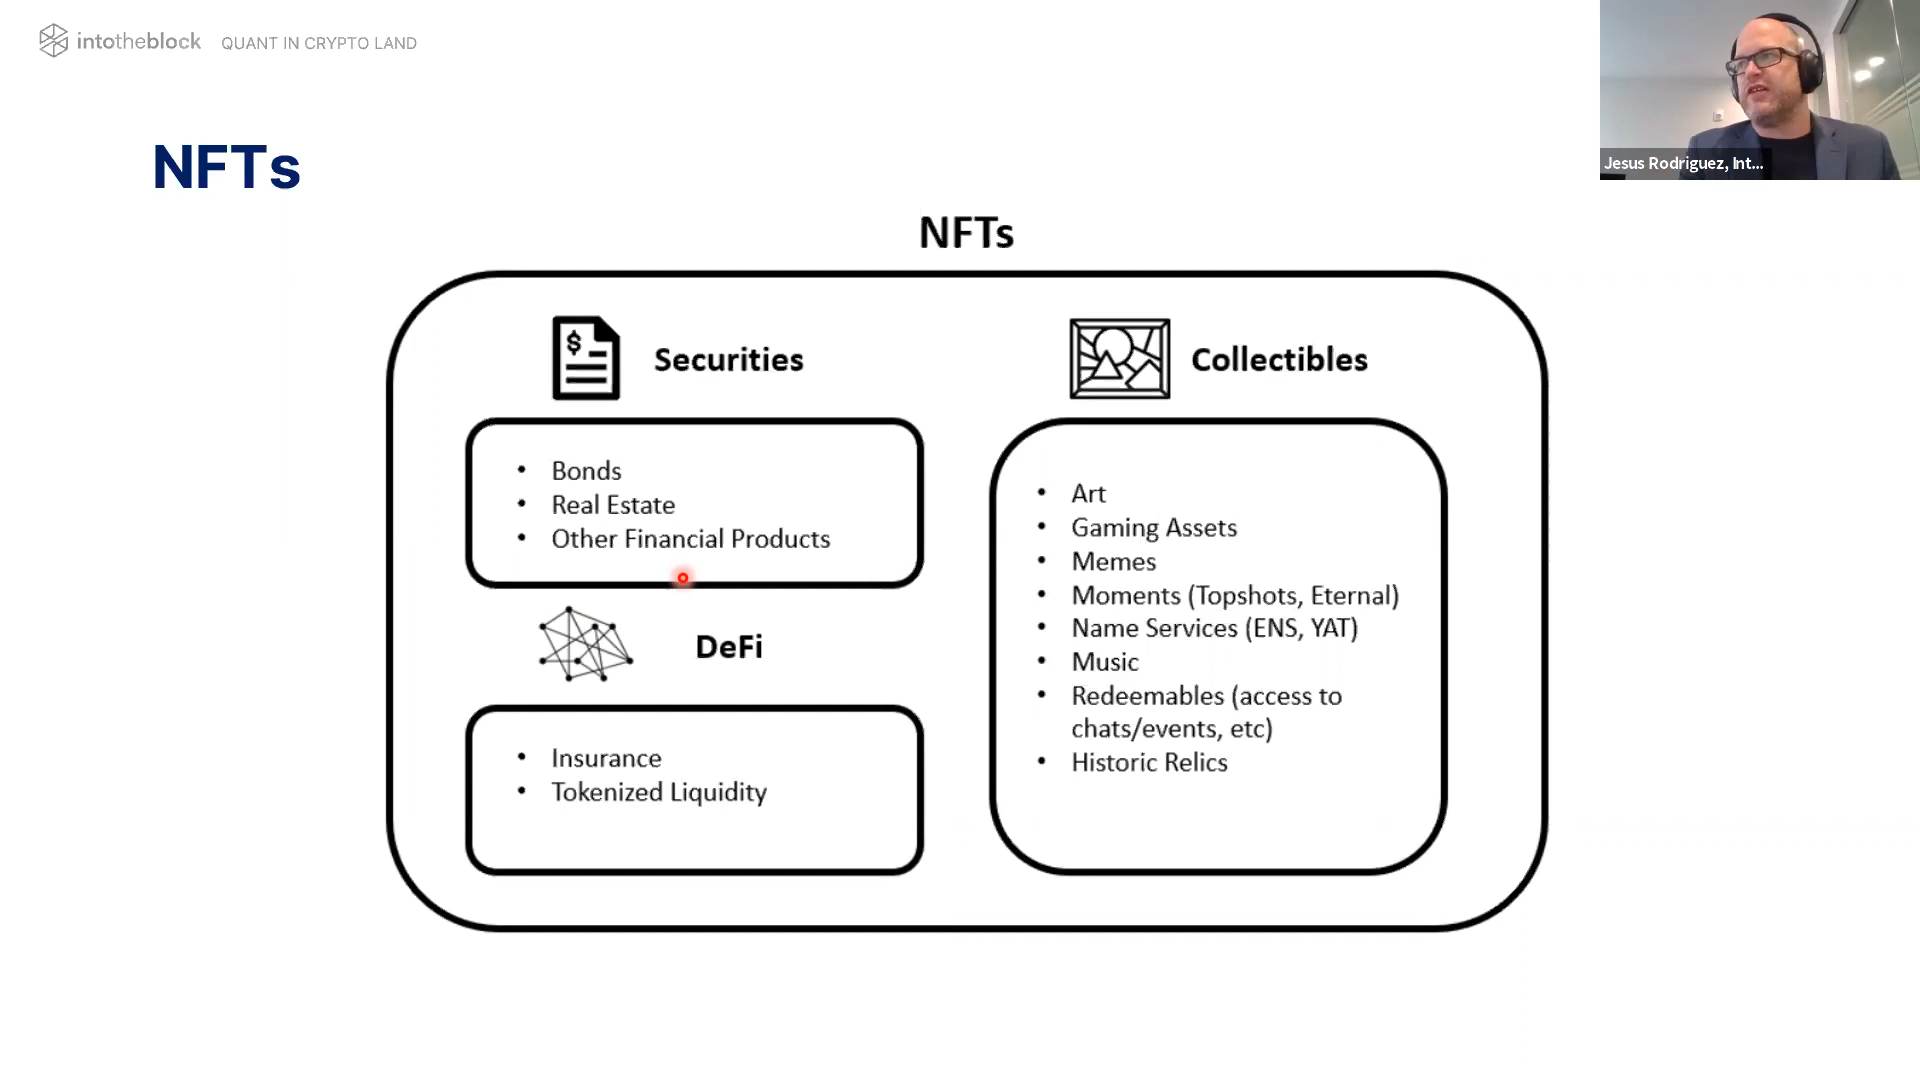 intotheblock QUANT IN CRYPTO LAND
Jesus Rodriguez, Int...
NFTs
NFTs
$
Securities
• Bonds
• Real Estate
• Other Financial Products
DeFi
• Insurance
• Tokenized Liquidity
Collectibles
• Art
• Gaming Assets
• Memes
• Moments (Topshots, Eternal)
• Name Services (ENS, YAT)
• Music
• Redeemables (access to
chats/events, etc)
• Historic Relics